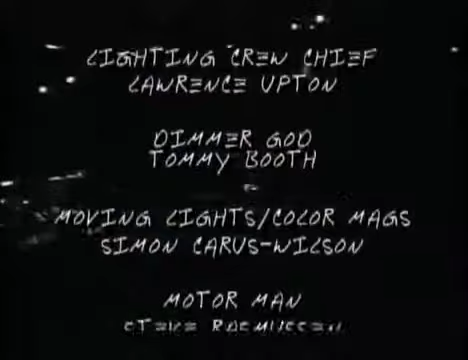 LIGHTING CREW CHIEF
LAWRENCE UPTON
DIMMER GOD
TOMMY BOOTH
MOVING LIGHTS/COLOR MAGS
SIMON CARUS-WILSON
MOTOR MAN